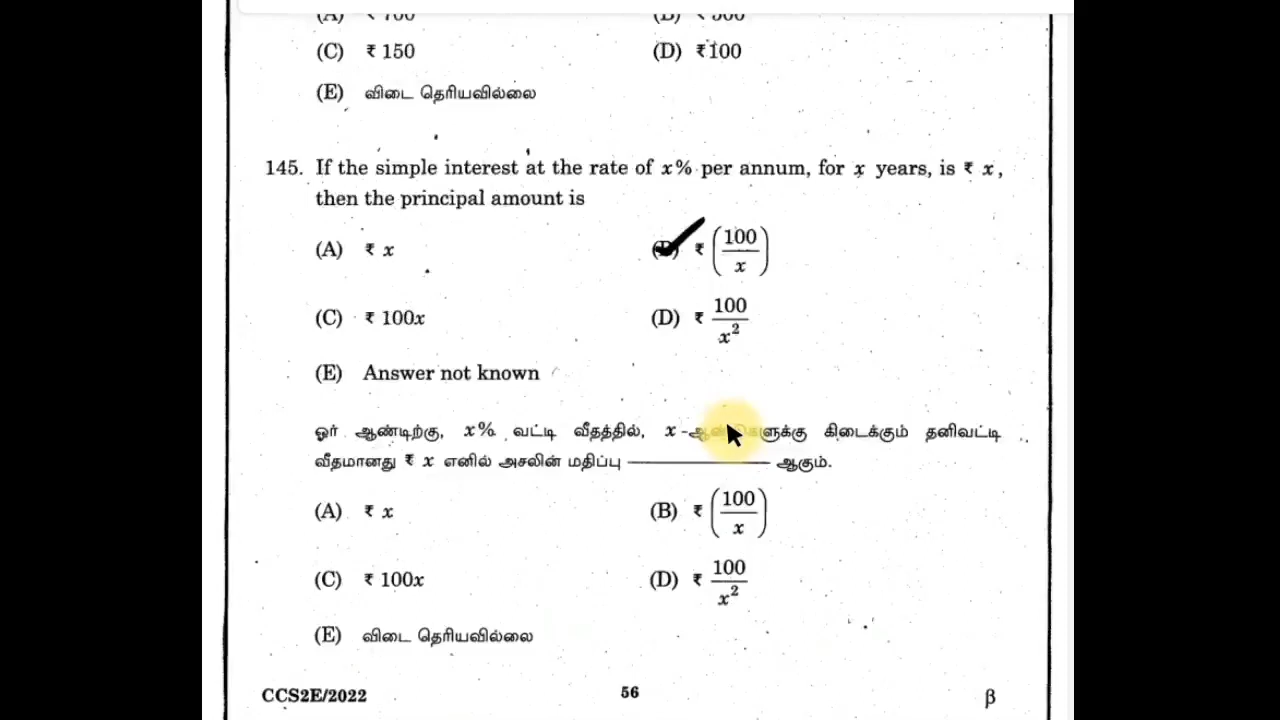 (C) ₹ 150 (D) ₹100
(E) விடை தெரியவில்லை
145. If the simple interest at the rate of x% per annum, for x years, is ₹ x,
then the principal amount is
(A) ₹ x ₹ (100/x)
(C) ₹ 100x (D) ₹ 100/x²
(E) Answer not known
ஓர் ஆண்டிற்கு, x% வட்டி வீதத்தில், x கிடைக்கும் தனிவட்டி
வீதமானது ₹ x எனில் அசலின் மதிப்பு ———— ஆகும்.
(A) ₹ x (B) ₹ (100/x)
(C) ₹ 100x (D) ₹ 100/x²
(E) விடை தெரியவில்லை
CCS2E/2022 56 β